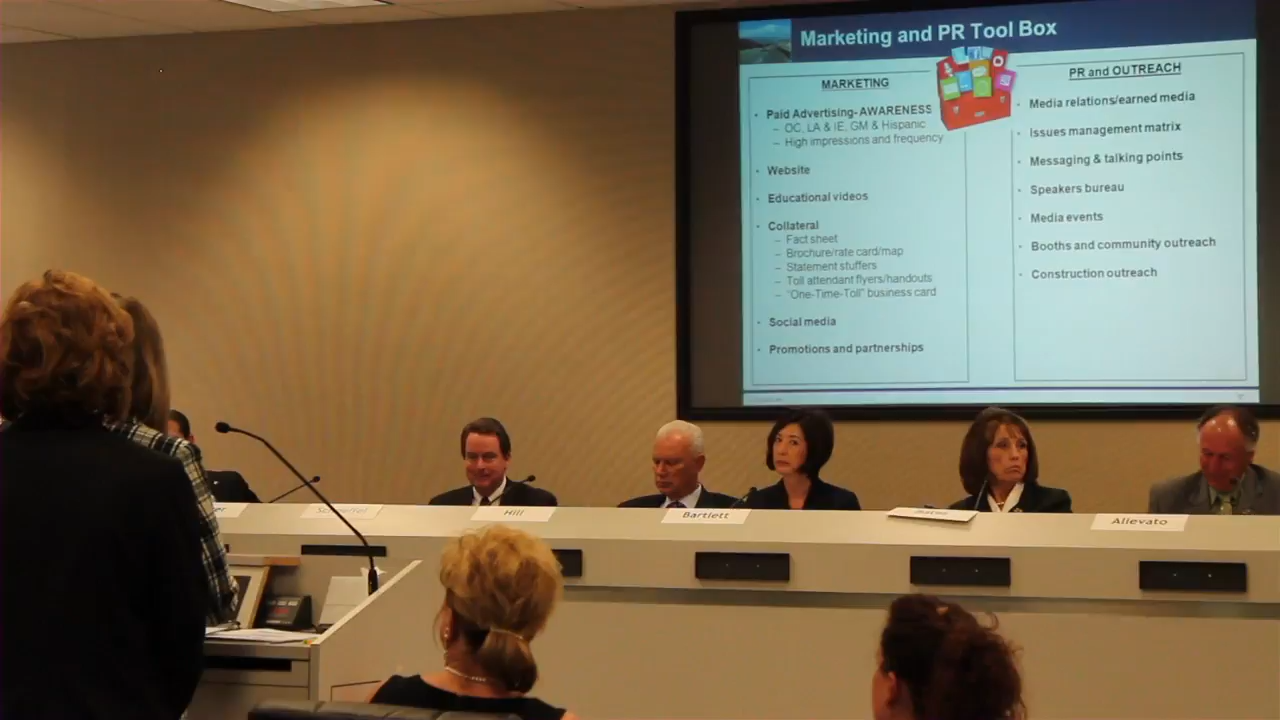 Marketing and PR Tool Box
MARKETING
Paid Advertising- AWARENESS
– OC, LA & IE, GM & Hispanic
– High impressions and frequency
Website
Educational videos
Collateral
– Fact sheet
– Brochure/rate card/map
– Statement stuffers
– Toll attendant flyers/handouts
– "One-Time-Toll" business card
Social media
Promotions and partnerships
PR and OUTREACH
Media relations/earned media
Issues management matrix
Messaging & talking points
Speakers bureau
Media events
Booths and community outreach
Construction outreach
Hill
Bartlett
Allevato